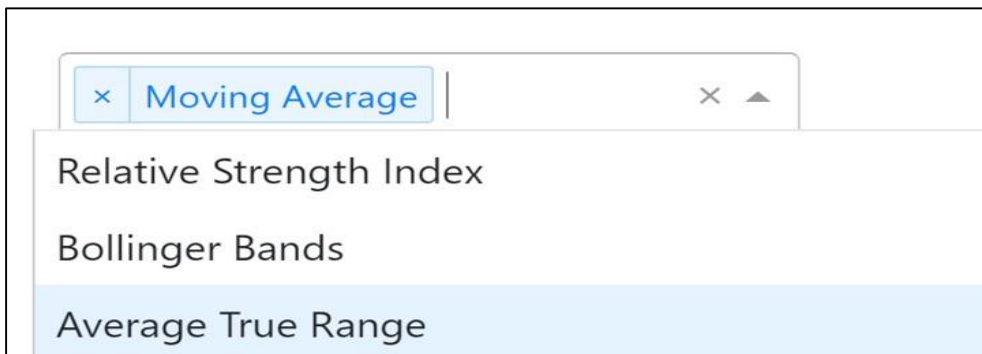 × Moving Average ×
Relative Strength Index
Bollinger Bands
Average True Range